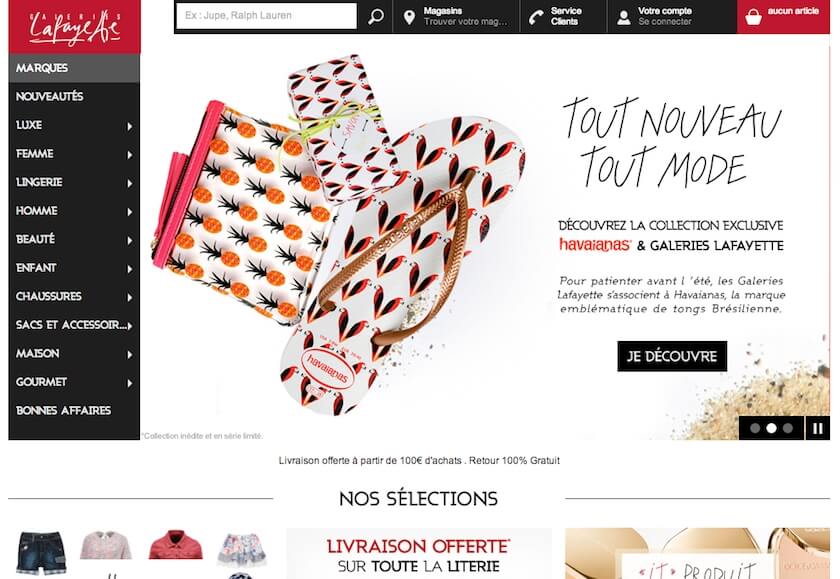 GALERIES
Lafayette
Ex : Jupe, Ralph Lauren
Magasins
Trouver votre mag...
Service
Clients
Votre compte
Se connecter
aucun article
MARQUES
NOUVEAUTÉS
LUXE
FEMME
LINGERIE
HOMME
BEAUTÉ
ENFANT
CHAUSSURES
SACS ET ACCESSOIR...
MAISON
GOURMET
BONNES AFFAIRES
SAVON
havaianas
TOUT NOUVEAU
TOUT MODE
DÉCOUVREZ LA COLLECTION EXCLUSIVE
havaianas® & GALERIES LAFAYETTE
Pour patienter avant l 'été, les Galeries
Lafayette s'associent à Havaianas, la marque
emblématique de tongs Brésilienne.
JE DÉCOUVRE
*Collection inédite et en série limité.
Livraison offerte à partir de 100€ d'achats . Retour 100% Gratuit
NOS SÉLECTIONS
LIVRAISON OFFERTE*
SUR TOUTE LA LITERIE
"iT" PRODUIT